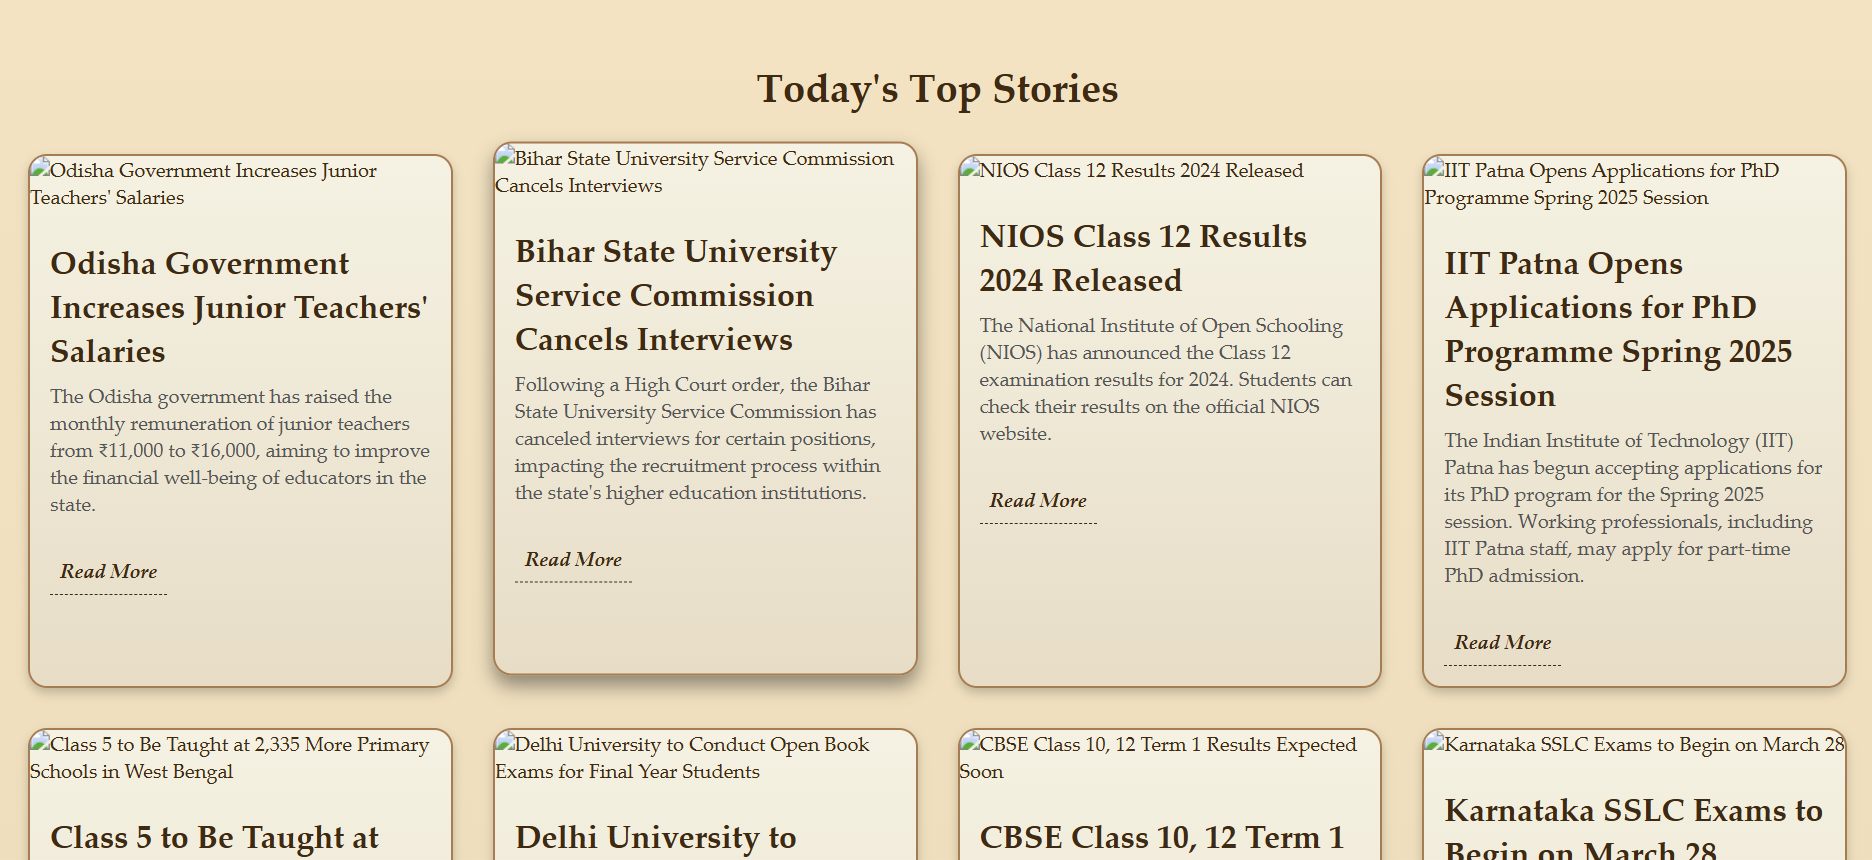 Today's Top Stories
Odisha Government Increases Junior
Teachers' Salaries
Odisha Government
Increases Junior Teachers'
Salaries
The Odisha government has raised the
monthly remuneration of junior teachers
from ₹11,000 to ₹16,000, aiming to improve
the financial well-being of educators in the
state.
Read More
Bihar State University Service Commission
Cancels Interviews
Bihar State University
Service Commission
Cancels Interviews
Following a High Court order, the Bihar
State University Service Commission has
canceled interviews for certain positions,
impacting the recruitment process within
the state's higher education institutions.
Read More
NIOS Class 12 Results 2024 Released
NIOS Class 12 Results
2024 Released
The National Institute of Open Schooling
(NIOS) has announced the Class 12
examination results for 2024. Students can
check their results on the official NIOS
website.
Read More
IIT Patna Opens Applications for PhD
Programme Spring 2025 Session
IIT Patna Opens
Applications for PhD
Programme Spring 2025
Session
The Indian Institute of Technology (IIT)
Patna has begun accepting applications for
its PhD program for the Spring 2025
session. Working professionals, including
IIT Patna staff, may apply for part-time
PhD admission.
Read More
Class 5 to Be Taught at 2,335 More Primary
Schools in West Bengal
Class 5 to Be Taught at
Delhi University to Conduct Open Book
Exams for Final Year Students
Delhi University to
CBSE Class 10, 12 Term 1 Results Expected
Soon
CBSE Class 10, 12 Term 1
Karnataka SSLC Exams to Begin on March 28
Karnataka SSLC Exams to
Begin on March 28